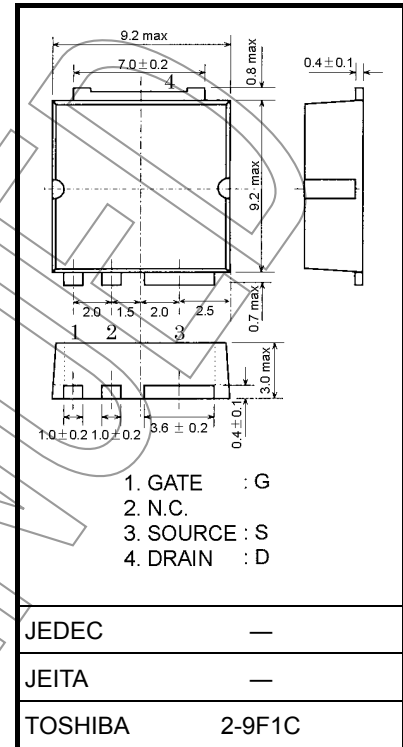 9.2 max
7.0±0.2
4
0.8 max
0.4±0.1
9.2 max
2.0 1.5 2.0 2.5
0.7 max
1 2 3
3.0 max
1.0±0.2 1.0±0.2 3.6 ± 0.2
0.4±0.1
1. GATE : G
2. N.C.
3. SOURCE : S
4. DRAIN : D
JEDEC —
JEITA —
TOSHIBA 2-9F1C